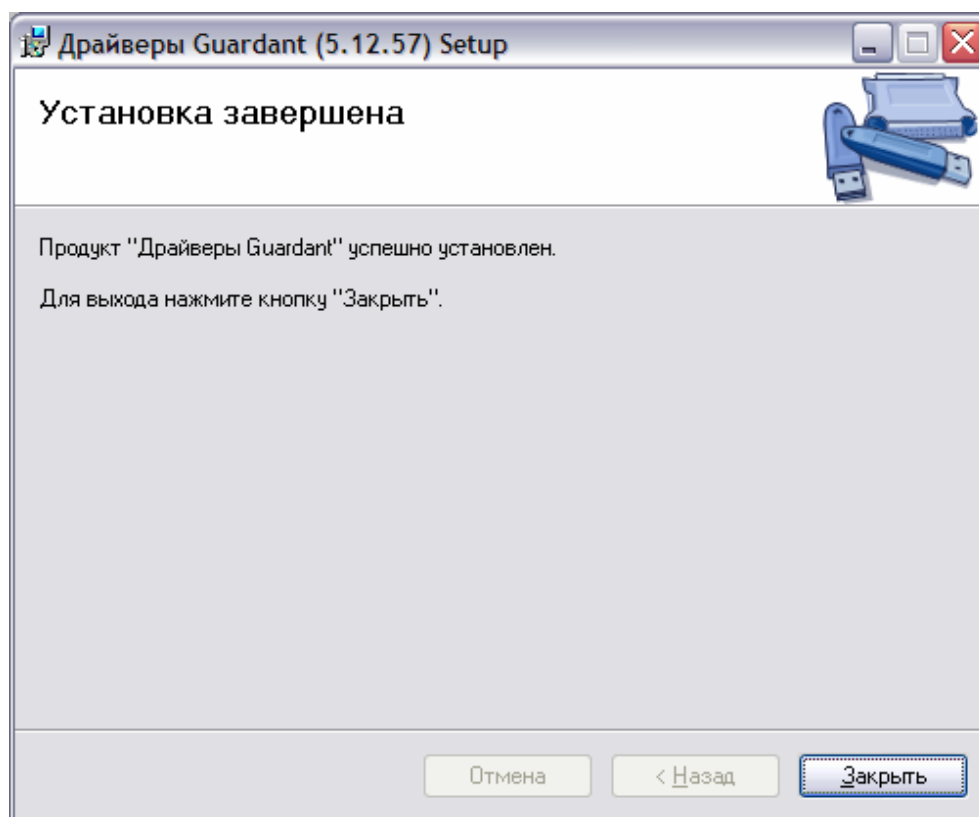 Драйверы Guardant (5.12.57) Setup
Установка завершена
Продукт "Драйверы Guardant" успешно установлен.
Для выхода нажмите кнопку "Закрыть".
Отмена
< Назад
Закрыть